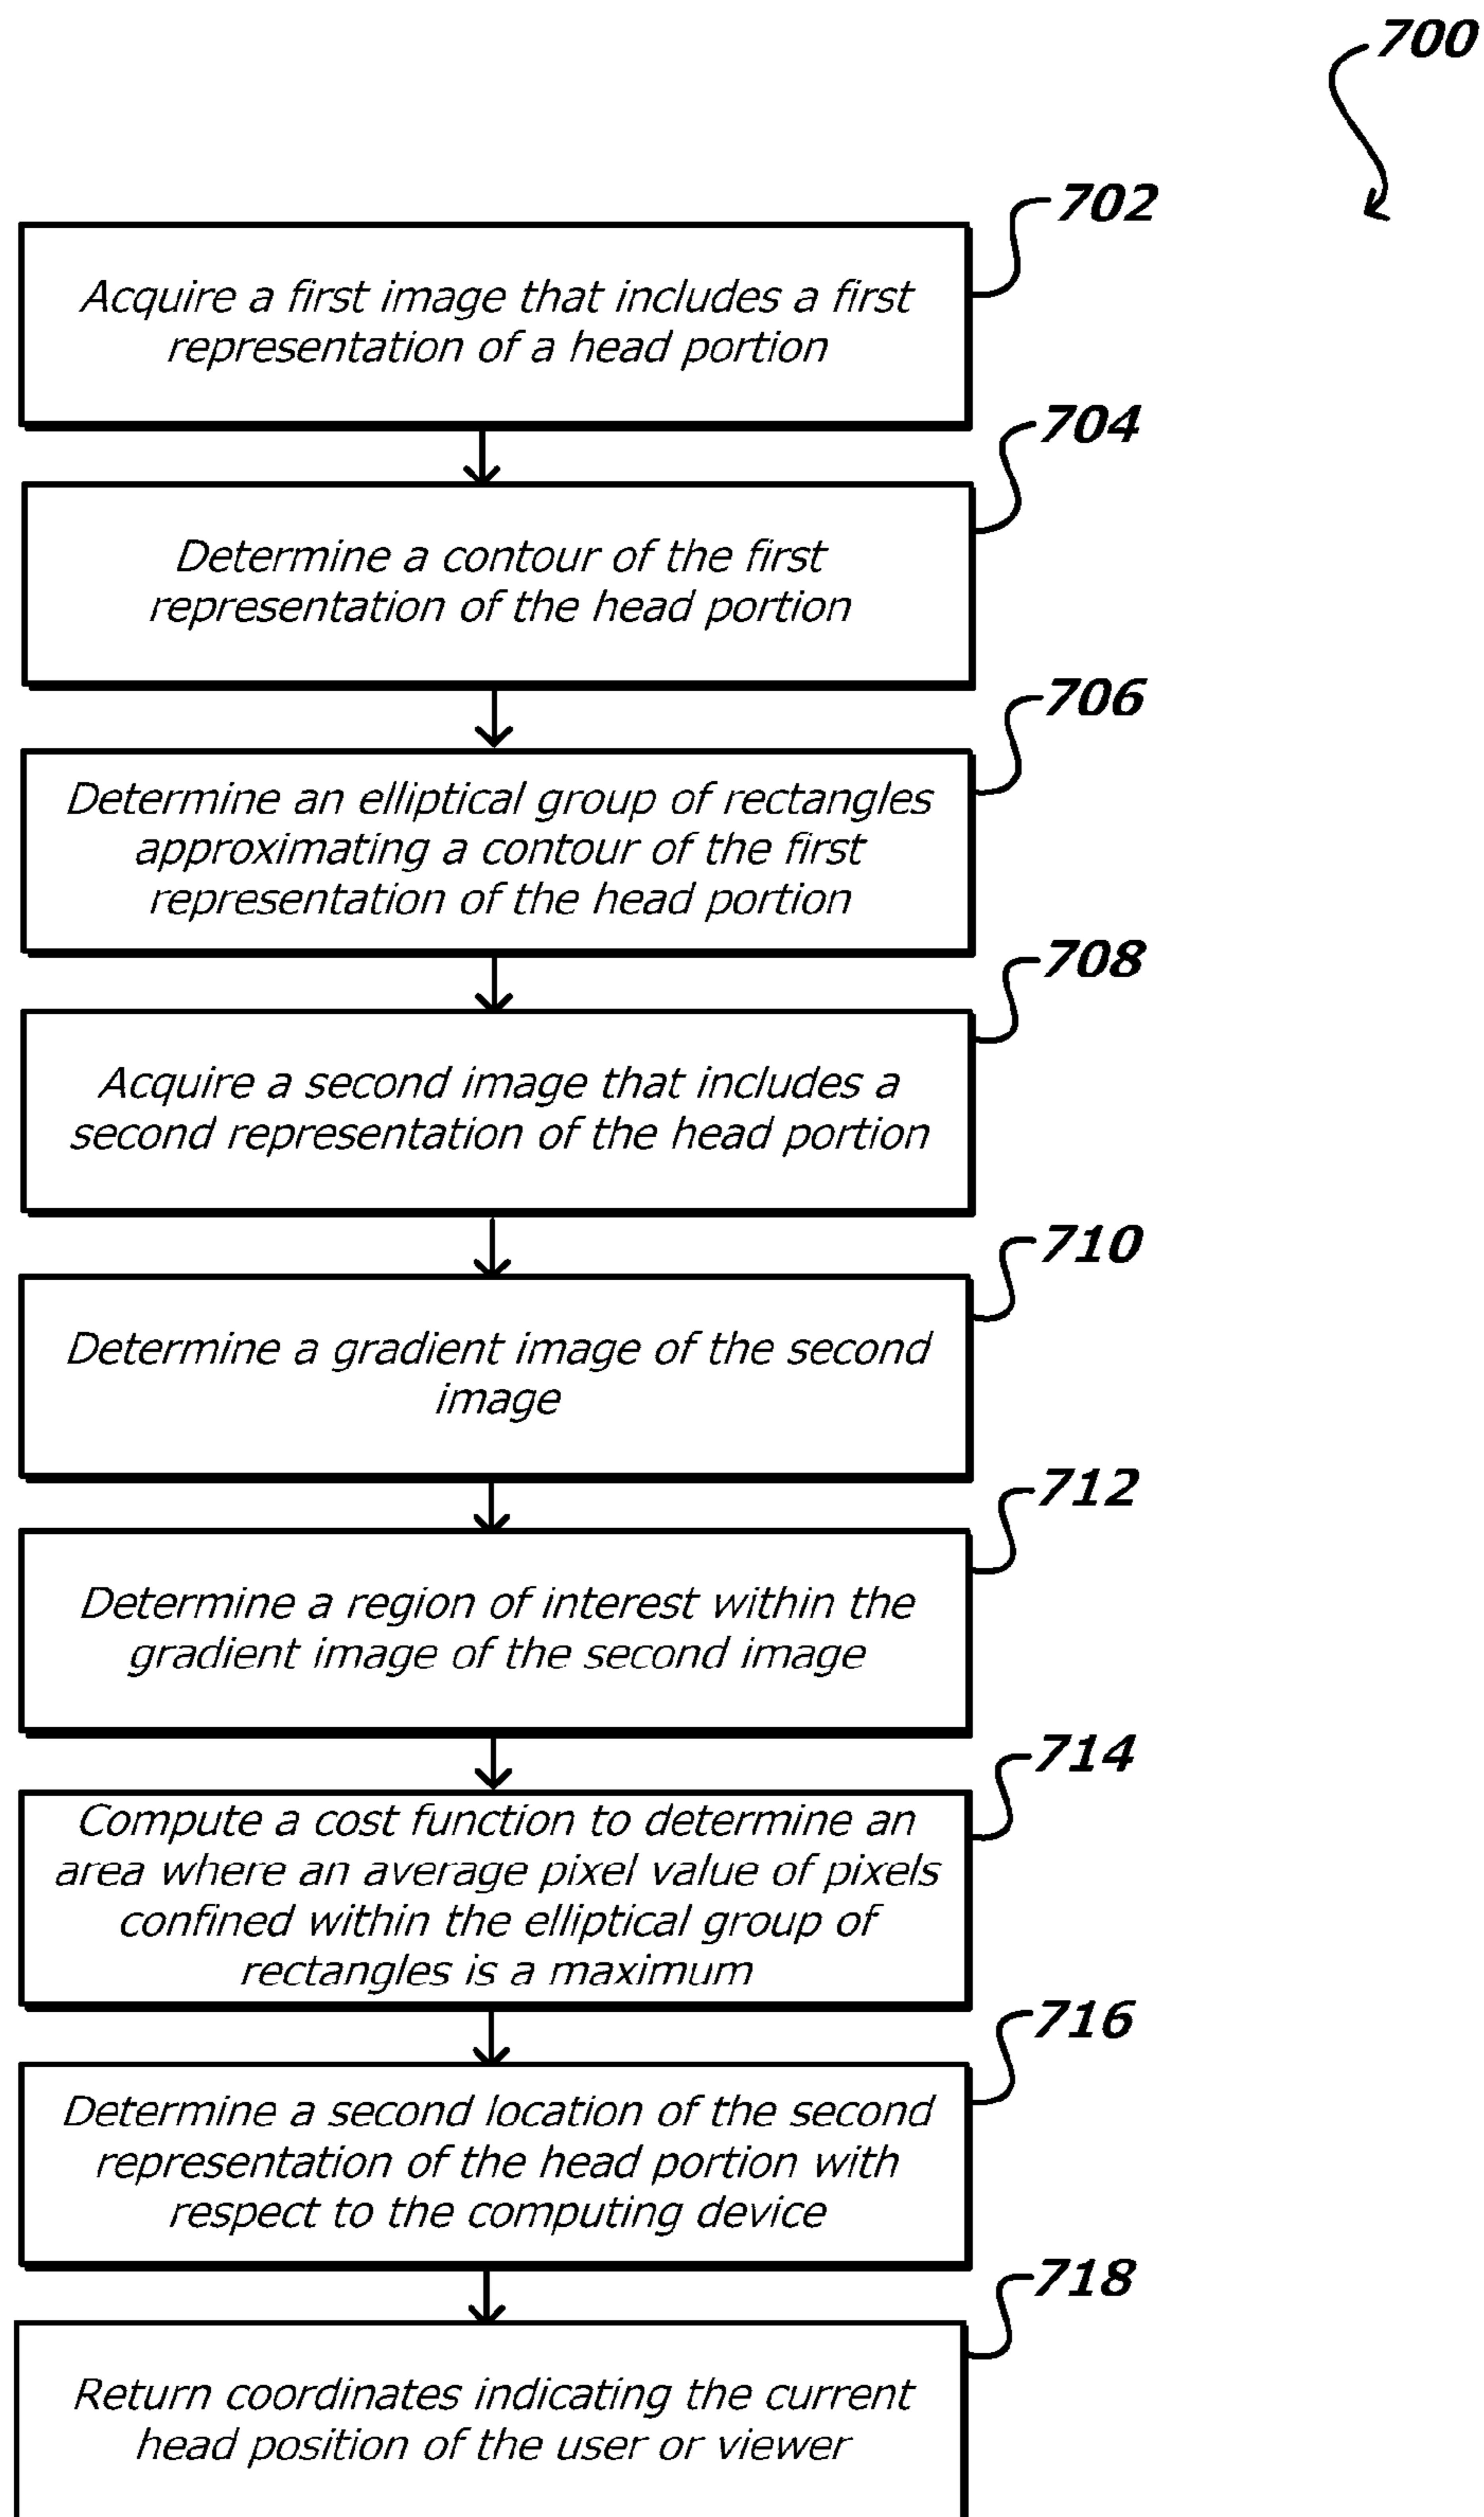 700
702
Acquire a first image that includes a first
representation of a head portion
704
Determine a contour of the first
representation of the head portion
706
Determine an elliptical group of rectangles
approximating a contour of the first
representation of the head portion
708
Acquire a second image that includes a
second representation of the head portion
710
Determine a gradient image of the second
image
712
Determine a region of interest within the
gradient image of the second image
714
Compute a cost function to determine an
area where an average pixel value of pixels
confined within the elliptical group of
rectangles is a maximum
716
Determine a second location of the second
representation of the head portion with
respect to the computing device
718
Return coordinates indicating the current
head position of the user or viewer